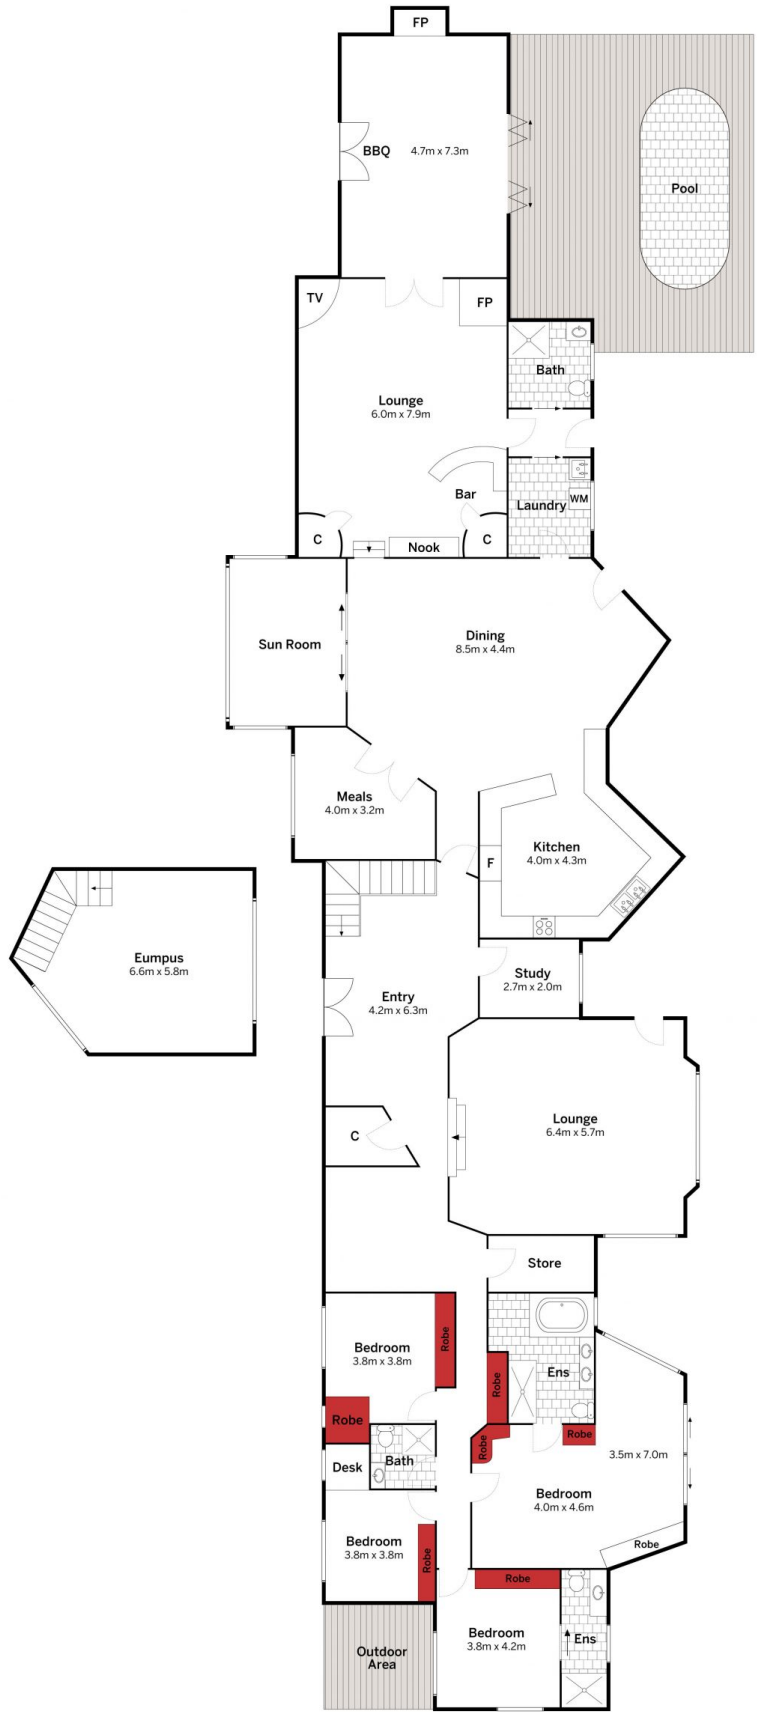 FP
BBQ
4.7m x 7.3m
Pool
TV
FP
Bath
Lounge
6.0m x 7.9m
Bar
Laundry
WM
C
Nook
C
Sun Room
Dining
8.5m x 4.4m
Meals
4.0m x 3.2m
Kitchen
4.0m x 4.3m
F
Eumpus
6.6m x 5.8m
Study
2.7m x 2.0m
Entry
4.2m x 6.3m
Lounge
6.4m x 5.7m
C
Store
Bedroom
3.8m x 3.8m
Robe
Robe
Ens
Robe
Robe
Robe
Bath
Desk
3.5m x 7.0m
Bedroom
4.0m x 4.6m
Bedroom
3.8m x 3.8m
Robe
Robe
Robe
Bedroom
3.8m x 4.2m
Ens
Outdoor
Area